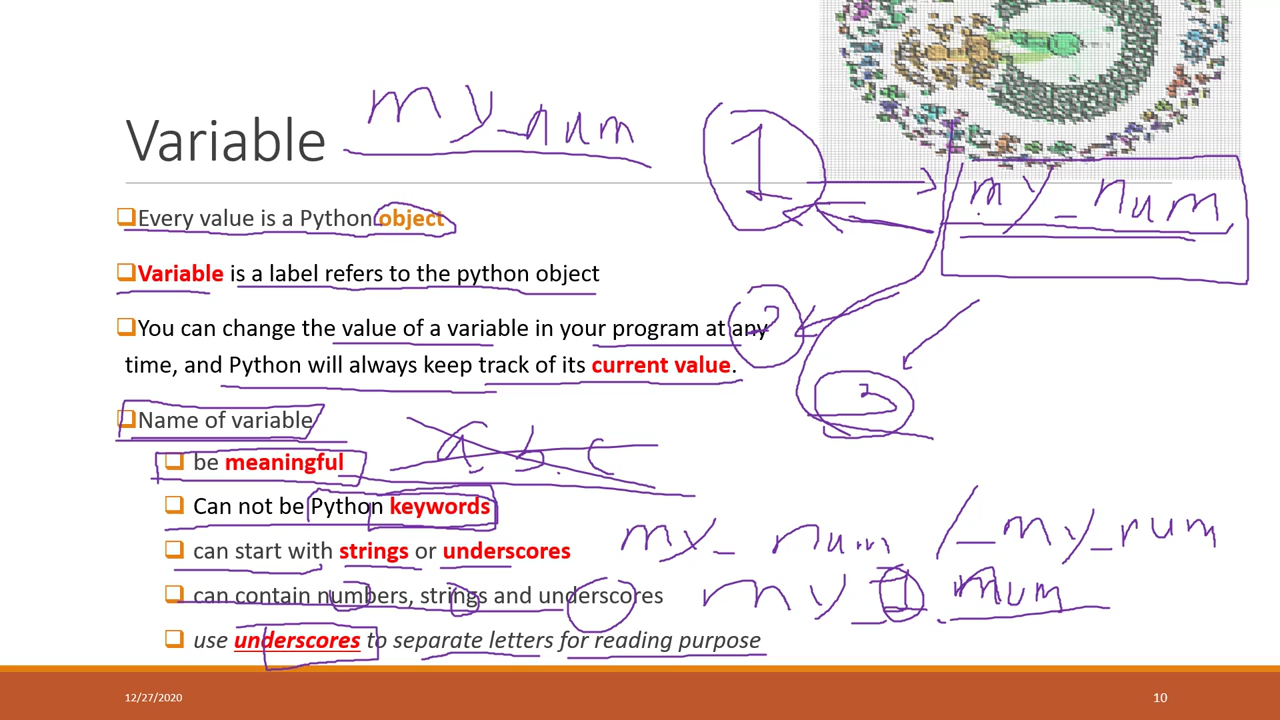 my_num
Variable
1
my_num
Every value is a Python object
Variable is a label refers to the python object
You can change the value of a variable in your program at any
time, and Python will always keep track of its current value.
2
3
Name of variable
a. b. c
be meaningful
Can not be Python keywords
can start with strings or underscores
my_num / _my_num
can contain numbers, strings and underscores
my_1_num
use underscores to separate letters for reading purpose
12/27/2020
10